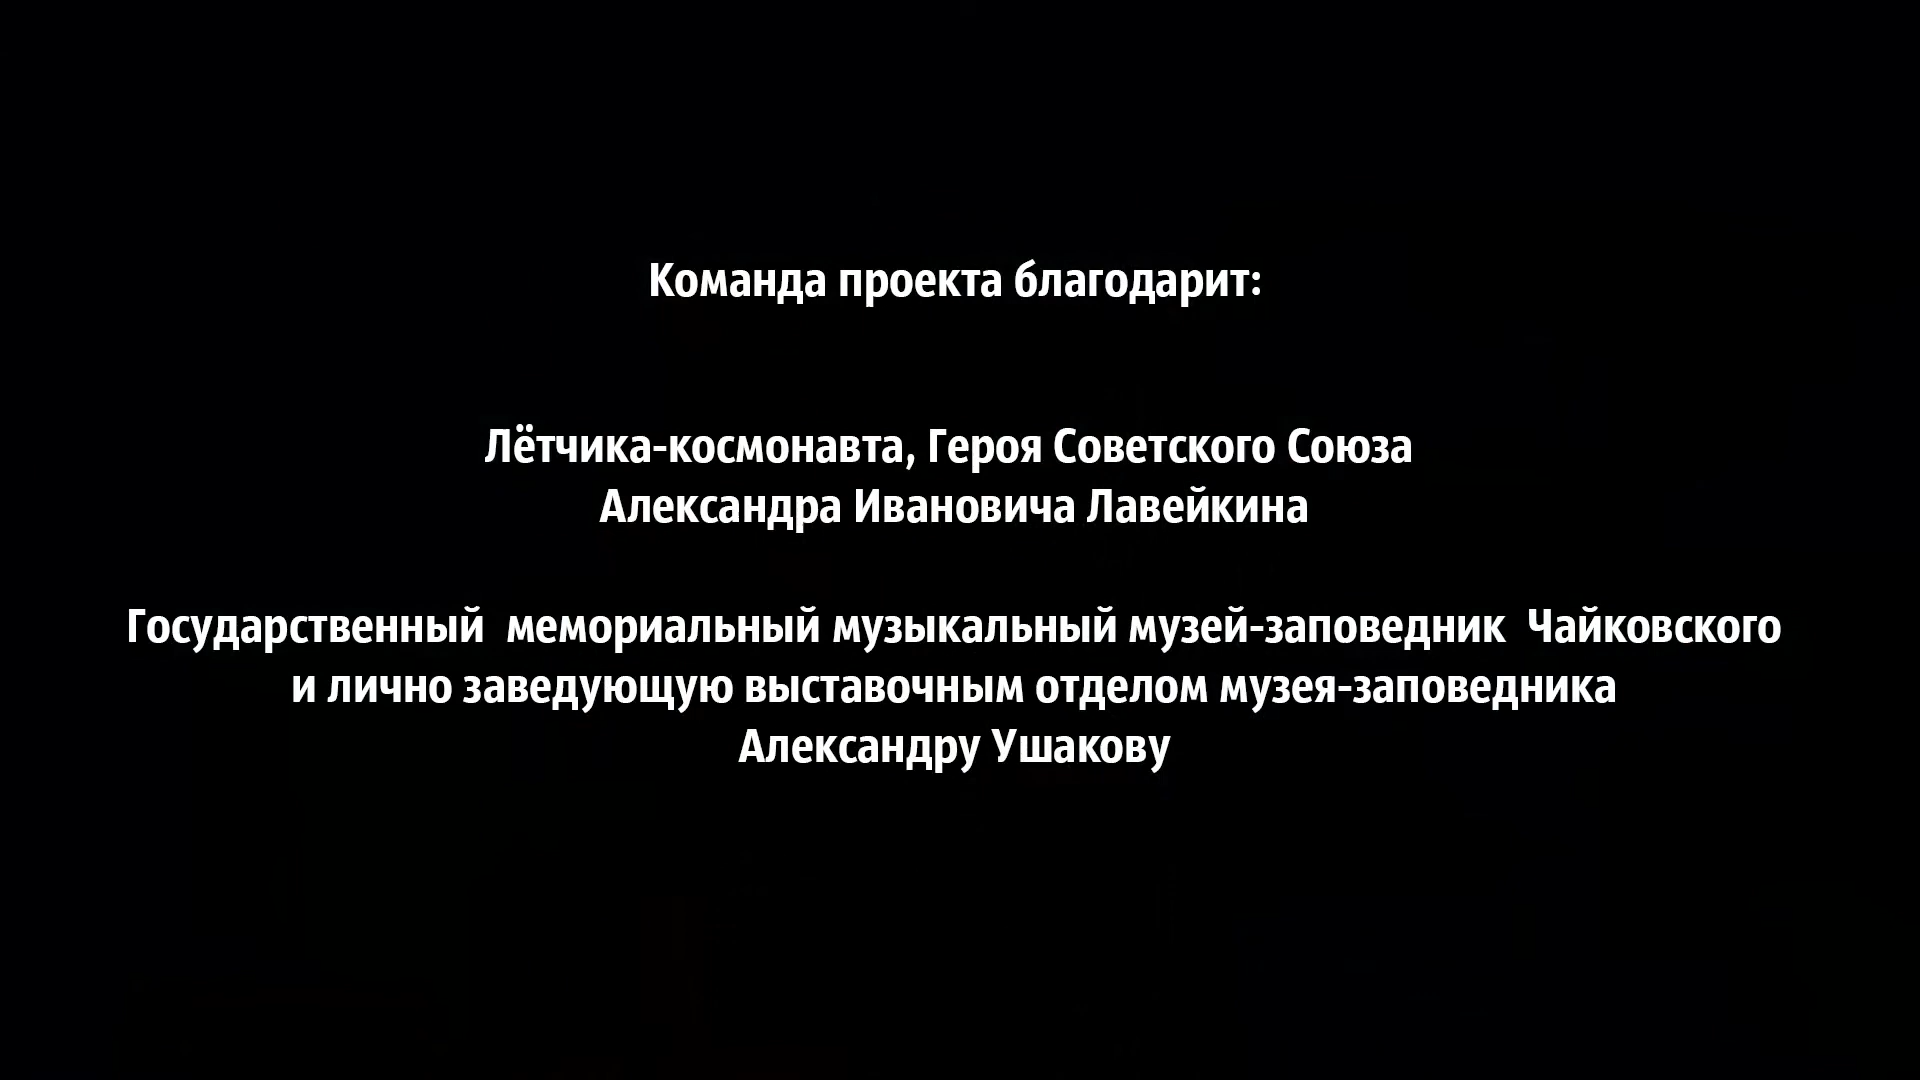 Команда проекта благодарит:
Лётчика-космонавта, Героя Советского Союза
Александра Ивановича Лавейкина
Государственный мемориальный музыкальный музей-заповедник Чайковского
и лично заведующую выставочным отделом музея-заповедника
Александру Ушакову